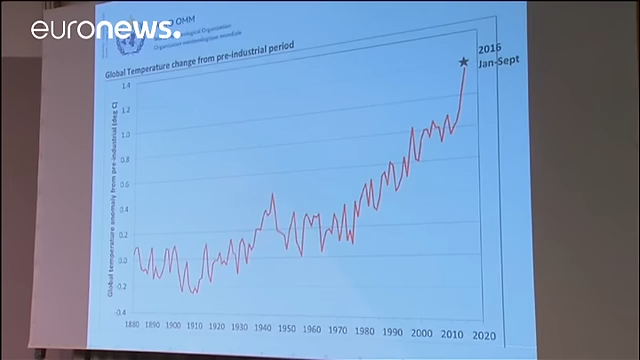 euronews.
OMM
Organization
Organisation météorologique mondiale
Global Temperature change from pre-industrial period
2016
Jan-Sept
Global temperature anomaly from pre-industrial (deg C)
1.4
1.2
1.0
0.8
0.6
0.4
0.2
0.0
-0.2
-0.4
1880 1890 1900 1910 1920 1930 1940 1950 1960 1970 1980 1990 2000 2010 2020